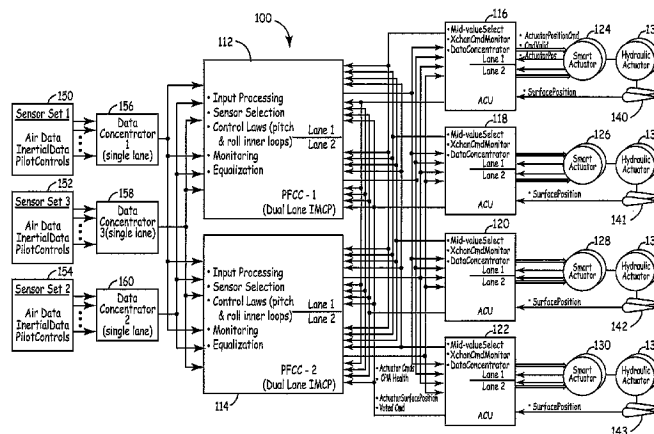 100
150
Sensor Set 1
Air Data
InertialData
PilotControls
156
Data
Concentrator
1
(single lane)
152
Sensor Set 3
Air Data
InertialData
PilotControls
158
Data
Concentrator
3(single lane)
154
Sensor Set 2
Air Data
InertialData
PilotControls
160
Data
Concentrator
2
(single lane)
112
• Input Processing
• Sensor Selection
• Control Laws (pitch
& roll inner loops)
• Monitoring
• Equalization
Lane 1
Lane 2
PFCC - 1
(Dual Lane IMCP)
• Input Processing
• Sensor Selection
• Control Laws (pitch
& roll inner loops)
• Monitoring
• Equalization
Lane 1
Lane 2
PFCC - 2
(Dual Lane IMCP)
114
• Actuator Cmds
• CPM Health
• ActuatorSurfacePosition
• Voted Cmd
116
• Mid-valueSelect
• XchanCmdMonitor
• DataConcentrator
Lane 1
Lane 2
ACU
• ActuatorPositionCmd
• CmdValid
• ActuatorPos
124
Smart
Actuator
Hydraulic
Actuator
• SurfacePosition
140
118
• Mid-valueSelect
• XchanCmdMonitor
• DataConcentrator
Lane 1
Lane 2
ACU
126
Smart
Actuator
Hydraulic
Actuator
• SurfacePosition
141
120
• Mid-valueSelect
• XchanCmdMonitor
• DataConcentrator
Lane 1
Lane 2
ACU
128
Smart
Actuator
Hydraulic
Actuator
• SurfacePosition
142
122
• Mid-valueSelect
• XchanCmdMonitor
• DataConcentrator
Lane 1
Lane 2
ACU
130
Smart
Actuator
Hydraulic
Actuator
• SurfacePosition
143